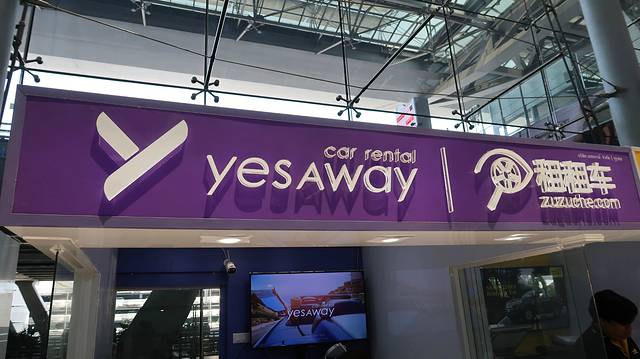 car rental
yesAway
租租车
zuzuche.com
yesAway